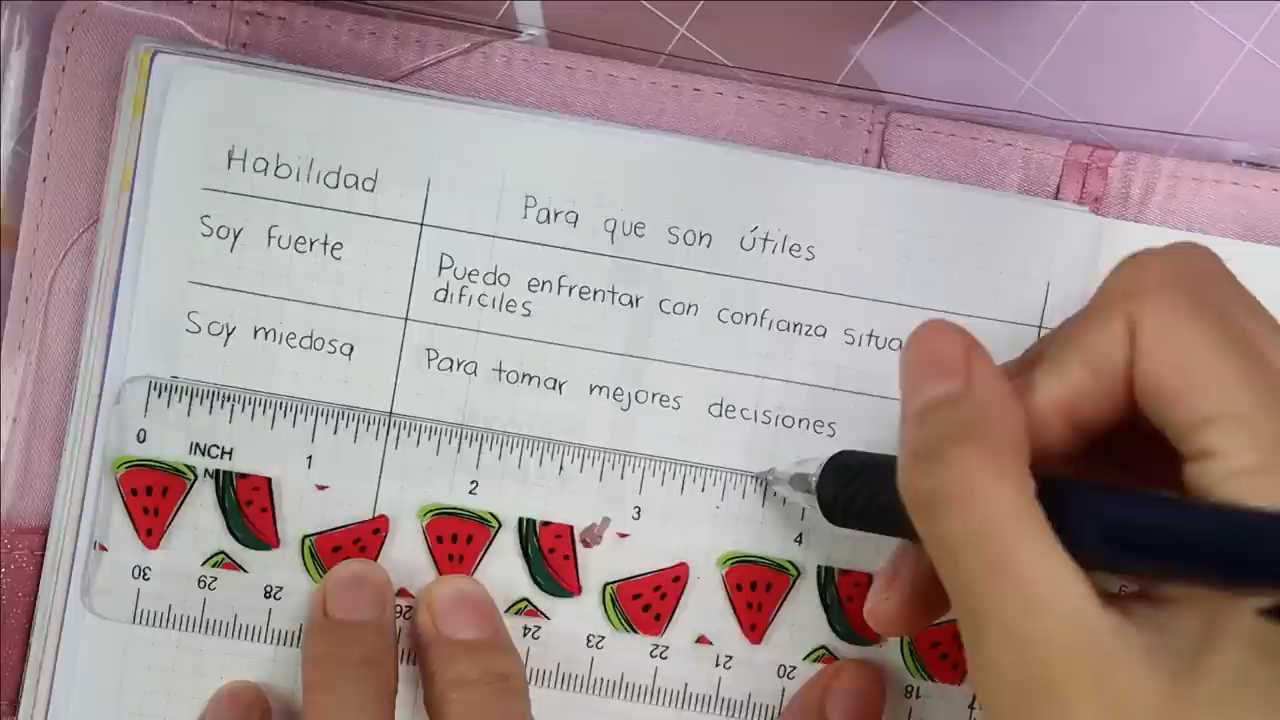 Habilidad
Para que son útiles
Soy fuerte
Puedo enfrentar con confianza
dificiles
Soy miedosa
Para tomar mejores decisiones
0 1 2 3 4
INCH
30 29 28 26 24 23 22 21 20 18